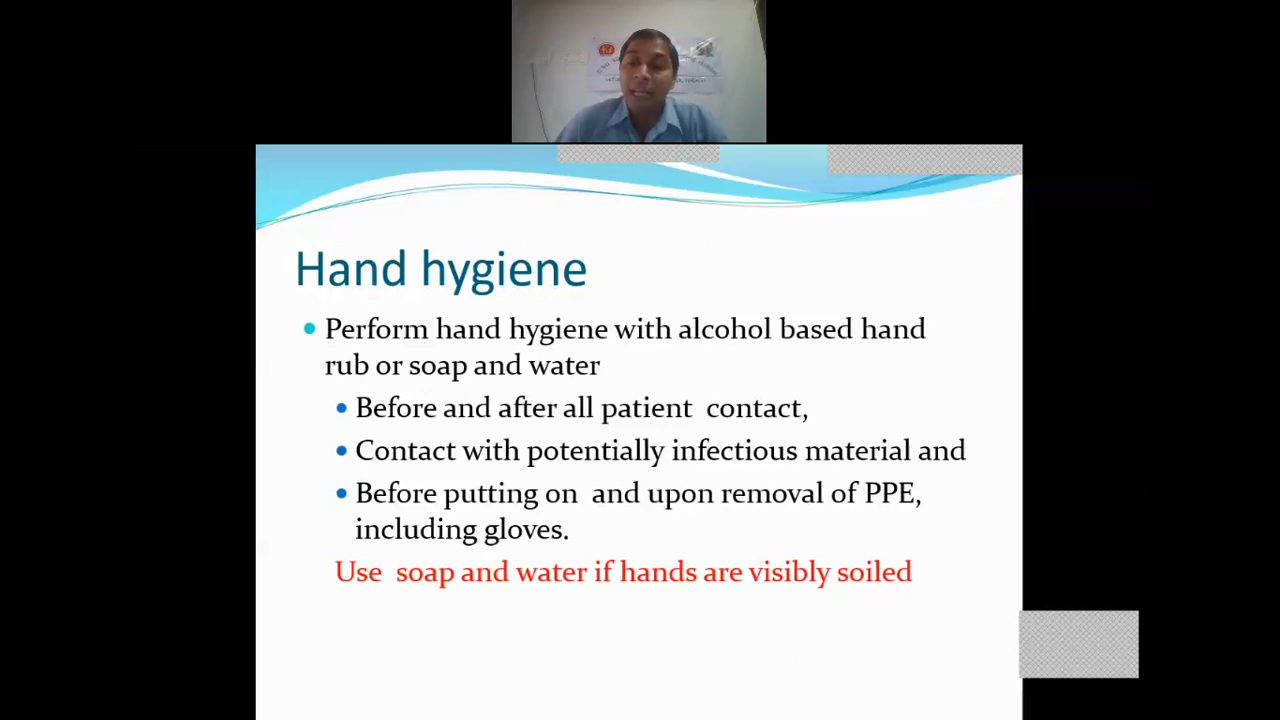 Hand hygiene
• Perform hand hygiene with alcohol based hand
rub or soap and water
• Before and after all patient contact,
• Contact with potentially infectious material and
• Before putting on and upon removal of PPE,
including gloves.
Use soap and water if hands are visibly soiled